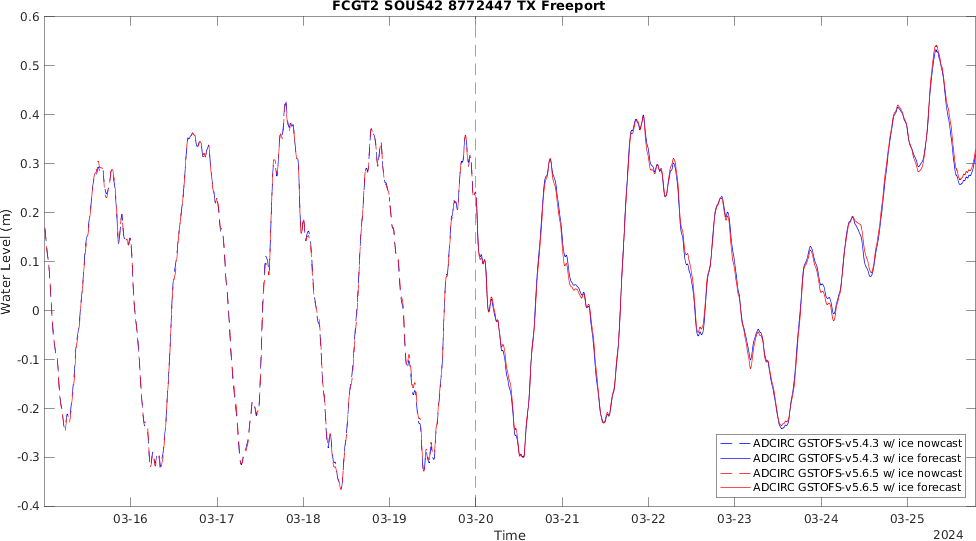 FCGT2 SOUS42 8772447 TX Freeport
0.6
0.5
0.4
0.3
0.2
0.1
0
-0.1
-0.2
-0.3
-0.4
Water Level (m)
ADCIRC GSTOFS-v5.4.3 w/ ice nowcast
ADCIRC GSTOFS-v5.4.3 w/ ice forecast
ADCIRC GSTOFS-v5.6.5 w/ ice nowcast
ADCIRC GSTOFS-v5.6.5 w/ ice forecast
03-16 03-17 03-18 03-19 03-20 03-21 03-22 03-23 03-24 03-25
Time
2024